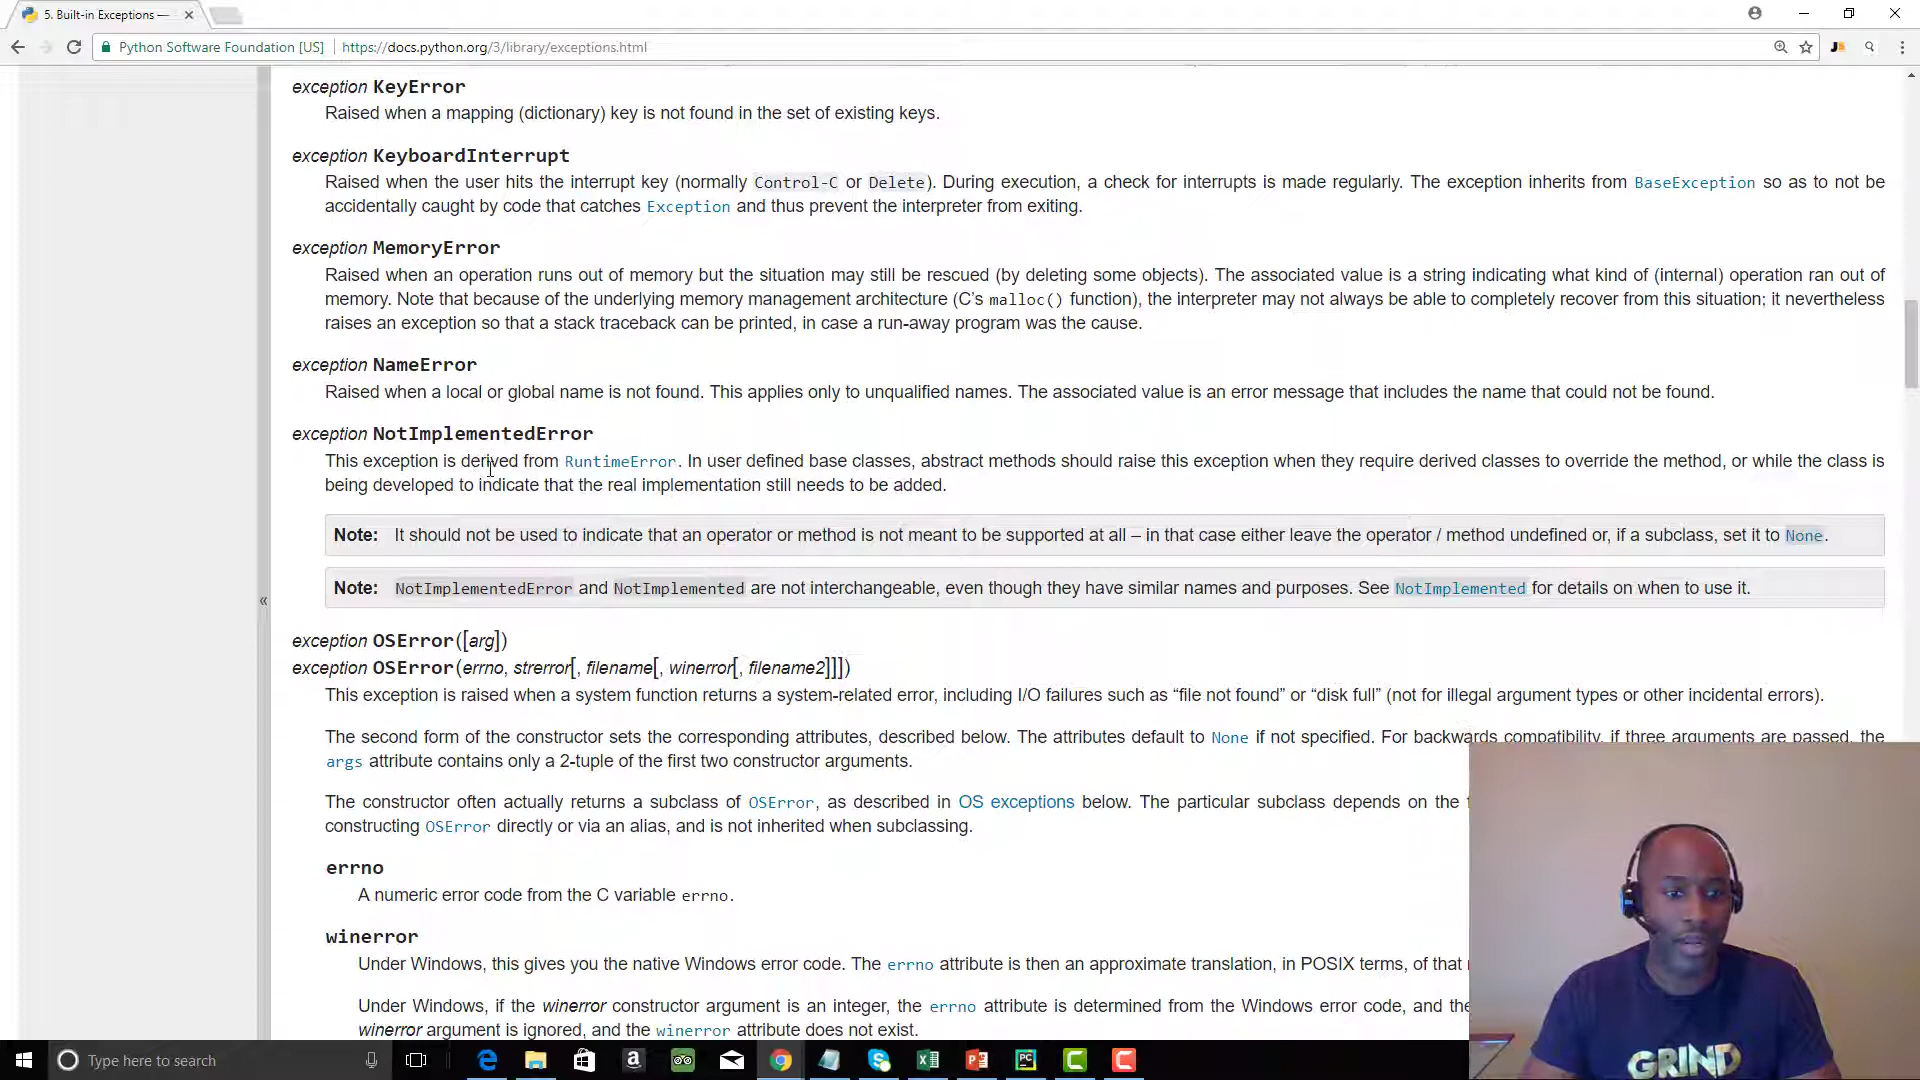 5. Built-in Exceptions —
Python Software Foundation [US] https://docs.python.org/3/library/exceptions.html
exception KeyError
Raised when a mapping (dictionary) key is not found in the set of existing keys.
exception KeyboardInterrupt
Raised when the user hits the interrupt key (normally Control-C or Delete). During execution, a check for interrupts is made regularly. The exception inherits from BaseException so as to not be
accidentally caught by code that catches Exception and thus prevent the interpreter from exiting.
exception MemoryError
Raised when an operation runs out of memory but the situation may still be rescued (by deleting some objects). The associated value is a string indicating what kind of (internal) operation ran out of
memory. Note that because of the underlying memory management architecture (C’s malloc() function), the interpreter may not always be able to completely recover from this situation; it nevertheless
raises an exception so that a stack traceback can be printed, in case a run-away program was the cause.
exception NameError
Raised when a local or global name is not found. This applies only to unqualified names. The associated value is an error message that includes the name that could not be found.
exception NotImplementedError
This exception is derived from RuntimeError. In user defined base classes, abstract methods should raise this exception when they require derived classes to override the method, or while the class is
being developed to indicate that the real implementation still needs to be added.
Note: It should not be used to indicate that an operator or method is not meant to be supported at all – in that case either leave the operator / method undefined or, if a subclass, set it to None.
«
Note: NotImplementedError and NotImplemented are not interchangeable, even though they have similar names and purposes. See NotImplemented for details on when to use it.
exception OSError([arg])
exception OSError(errno, strerror[, filename[, winerror[, filename2]]])
This exception is raised when a system function returns a system-related error, including I/O failures such as “file not found” or “disk full” (not for illegal argument types or other incidental errors).
The second form of the constructor sets the corresponding attributes, described below. The attributes default to None if not specified. For backwards compatibility, if three arguments are passed, the
args attribute contains only a 2-tuple of the first two constructor arguments.
The constructor often actually returns a subclass of OSError, as described in OS exceptions below. The particular subclass depends on the
constructing OSError directly or via an alias, and is not inherited when subclassing.
errno
A numeric error code from the C variable errno.
winerror
Under Windows, this gives you the native Windows error code. The errno attribute is then an approximate translation, in POSIX terms, of that
Under Windows, if the winerror constructor argument is an integer, the errno attribute is determined from the Windows error code, and the
winerror argument is ignored, and the winerror attribute does not exist.
GRIND
Type here to search